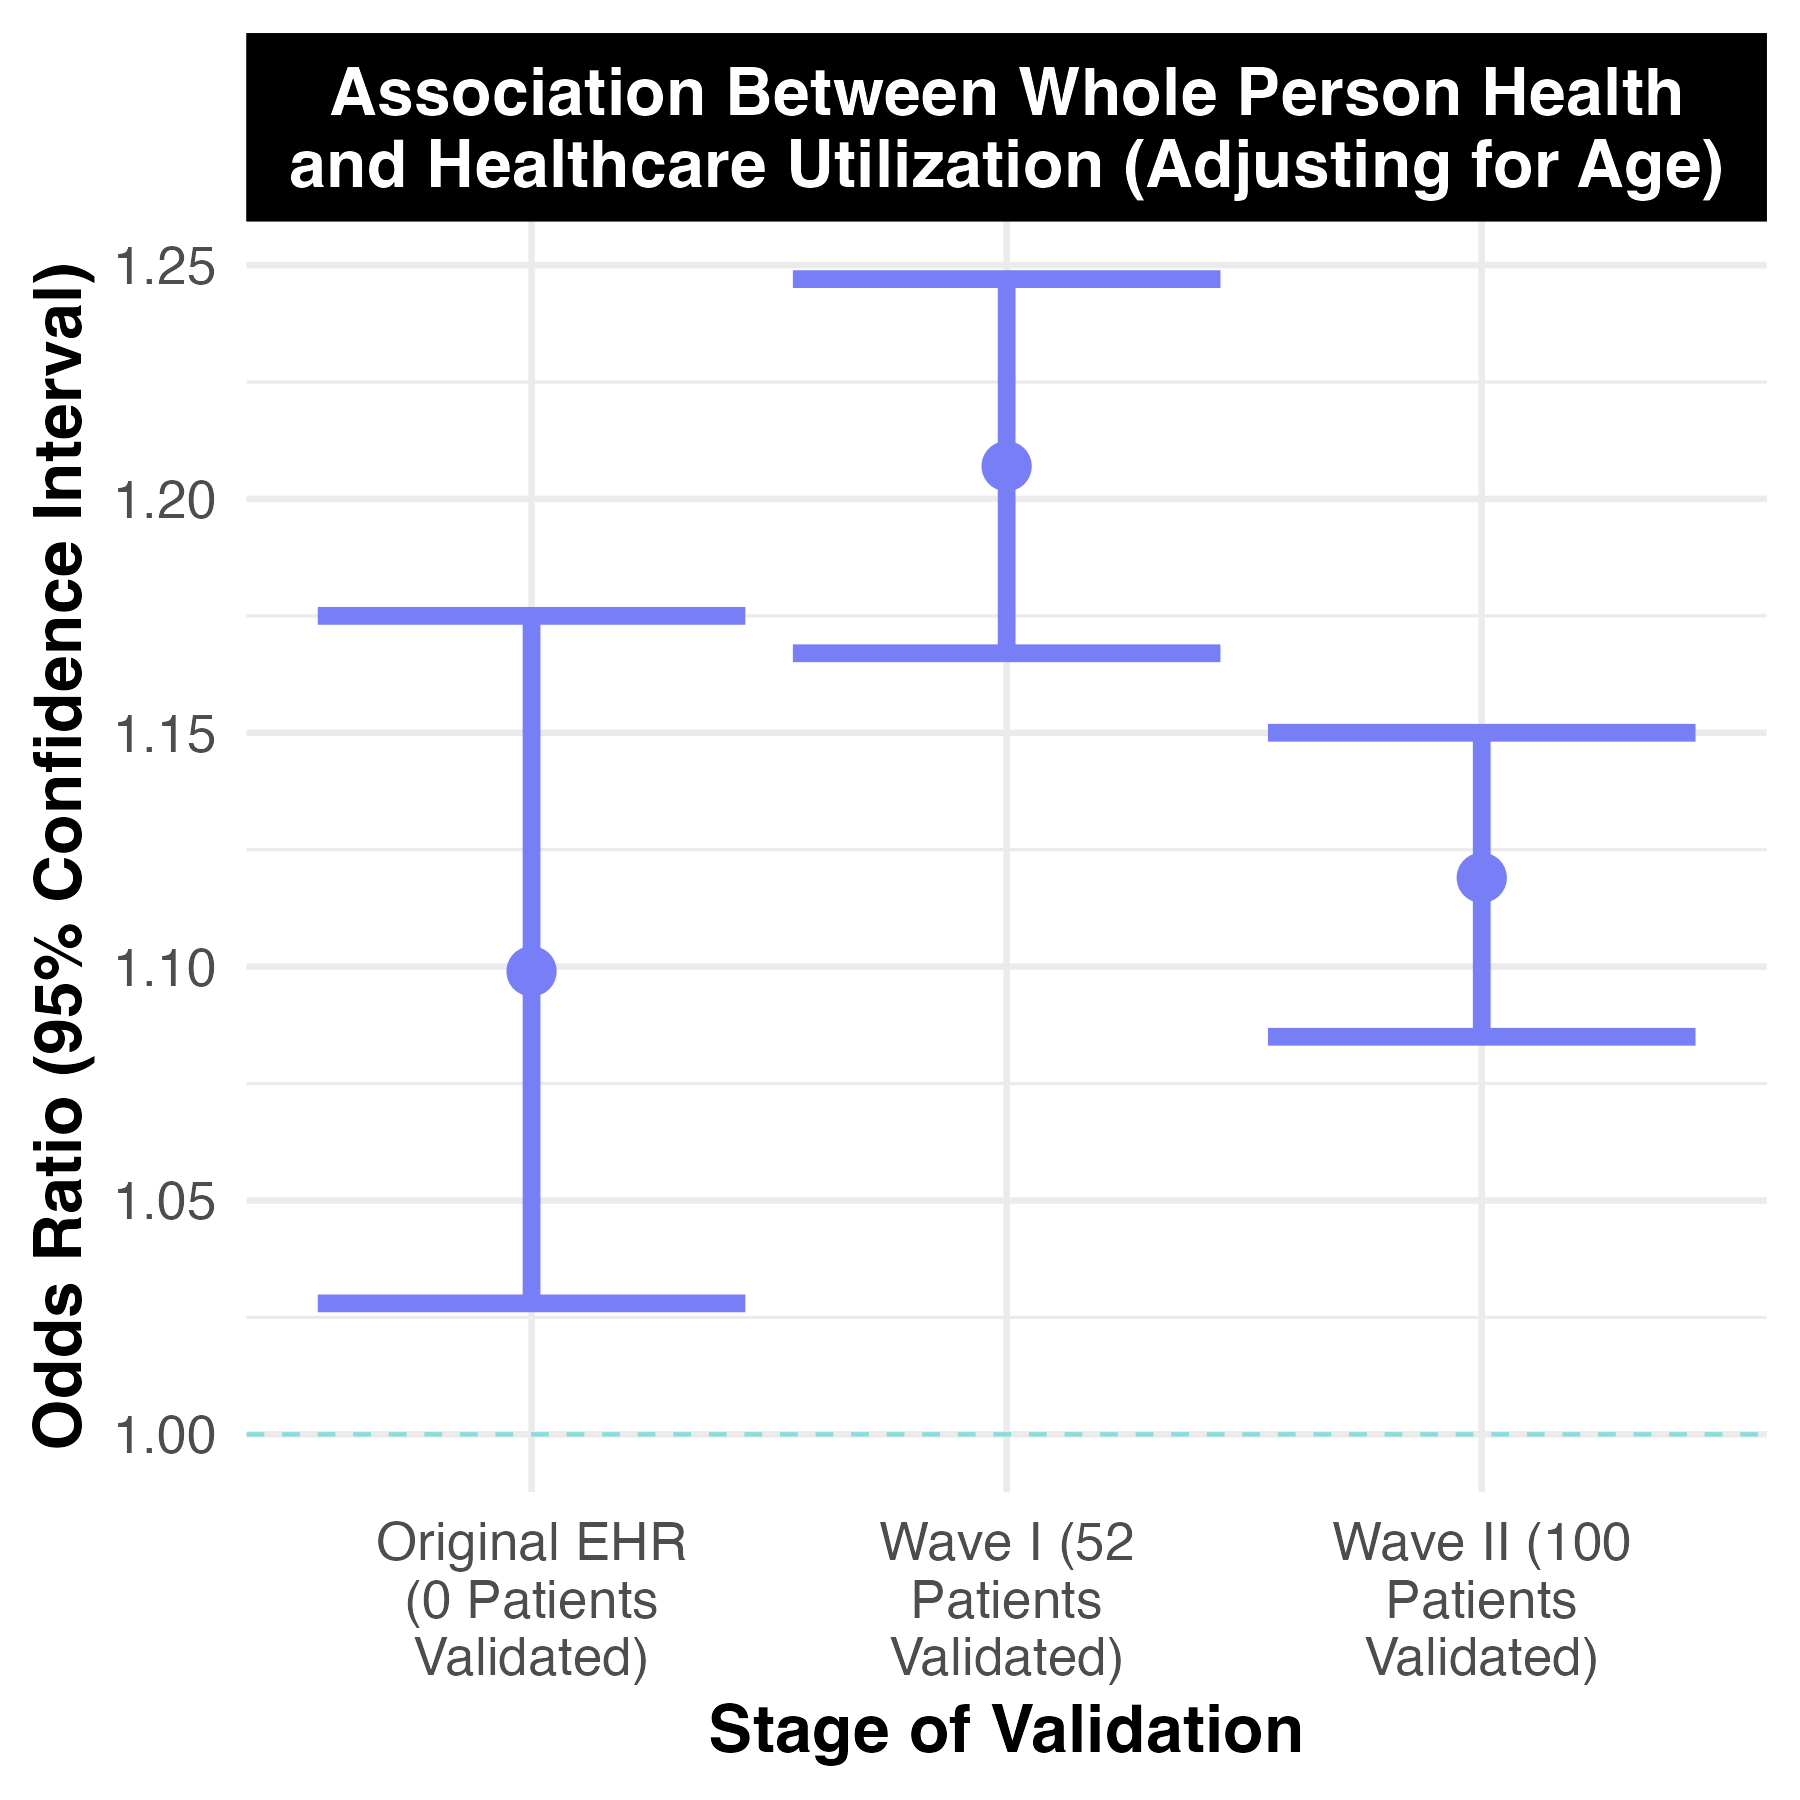 Association Between Whole Person Health
and Healthcare Utilization (Adjusting for Age)
Odds Ratio (95% Confidence Interval)
1.25
1.20
1.15
1.10
1.05
1.00
Original EHR
(0 Patients
Validated)
Wave I (52
Patients
Validated)
Wave II (100
Patients
Validated)
Stage of Validation